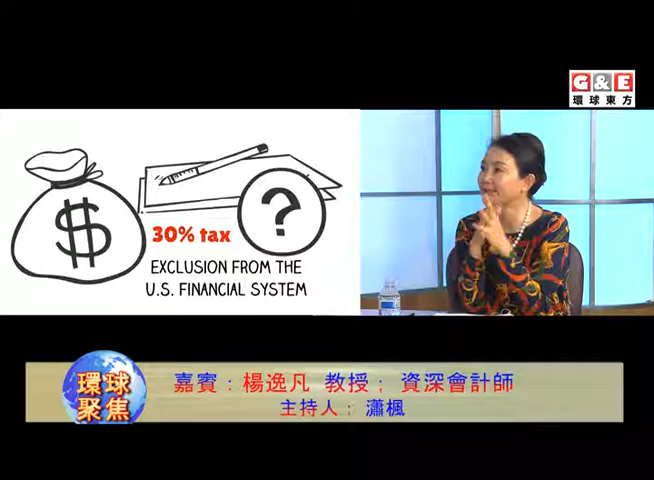 G&E
環球東方
$
?
30% tax
EXCLUSION FROM THE
U.S. FINANCIAL SYSTEM
環球
聚焦
嘉賓：楊逸凡 教授； 資深會計師
主持人： 瀟楓